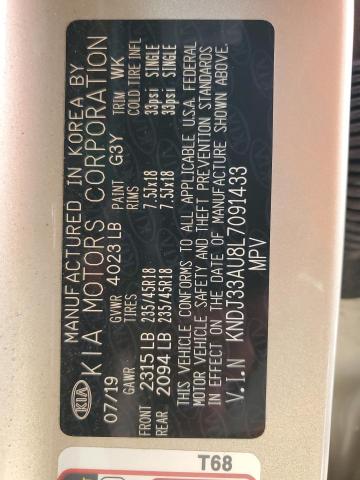 MANUFACTURED IN KOREA BY
KIA KIA MOTORS CORPORATION
07/19 GVWR 4023 LB PAINT G3Y TRIM WK
GAWR TIRES RIMS COLD TIRE INFL
FRONT 2315 LB 235/45R18 7.5Jx18 33psi SINGLE
REAR 2094 LB 235/45R18 7.5Jx18 33psi SINGLE
THIS VEHICLE CONFORMS TO ALL APPLICABLE U.S.A. FEDERAL
MOTOR VEHICLE SAFETY AND THEFT PREVENTION STANDARDS
IN EFFECT ON THE DATE OF MANUFACTURE SHOWN ABOVE.
V.I.N KNDJ33AU8L7091433
MPV
T68